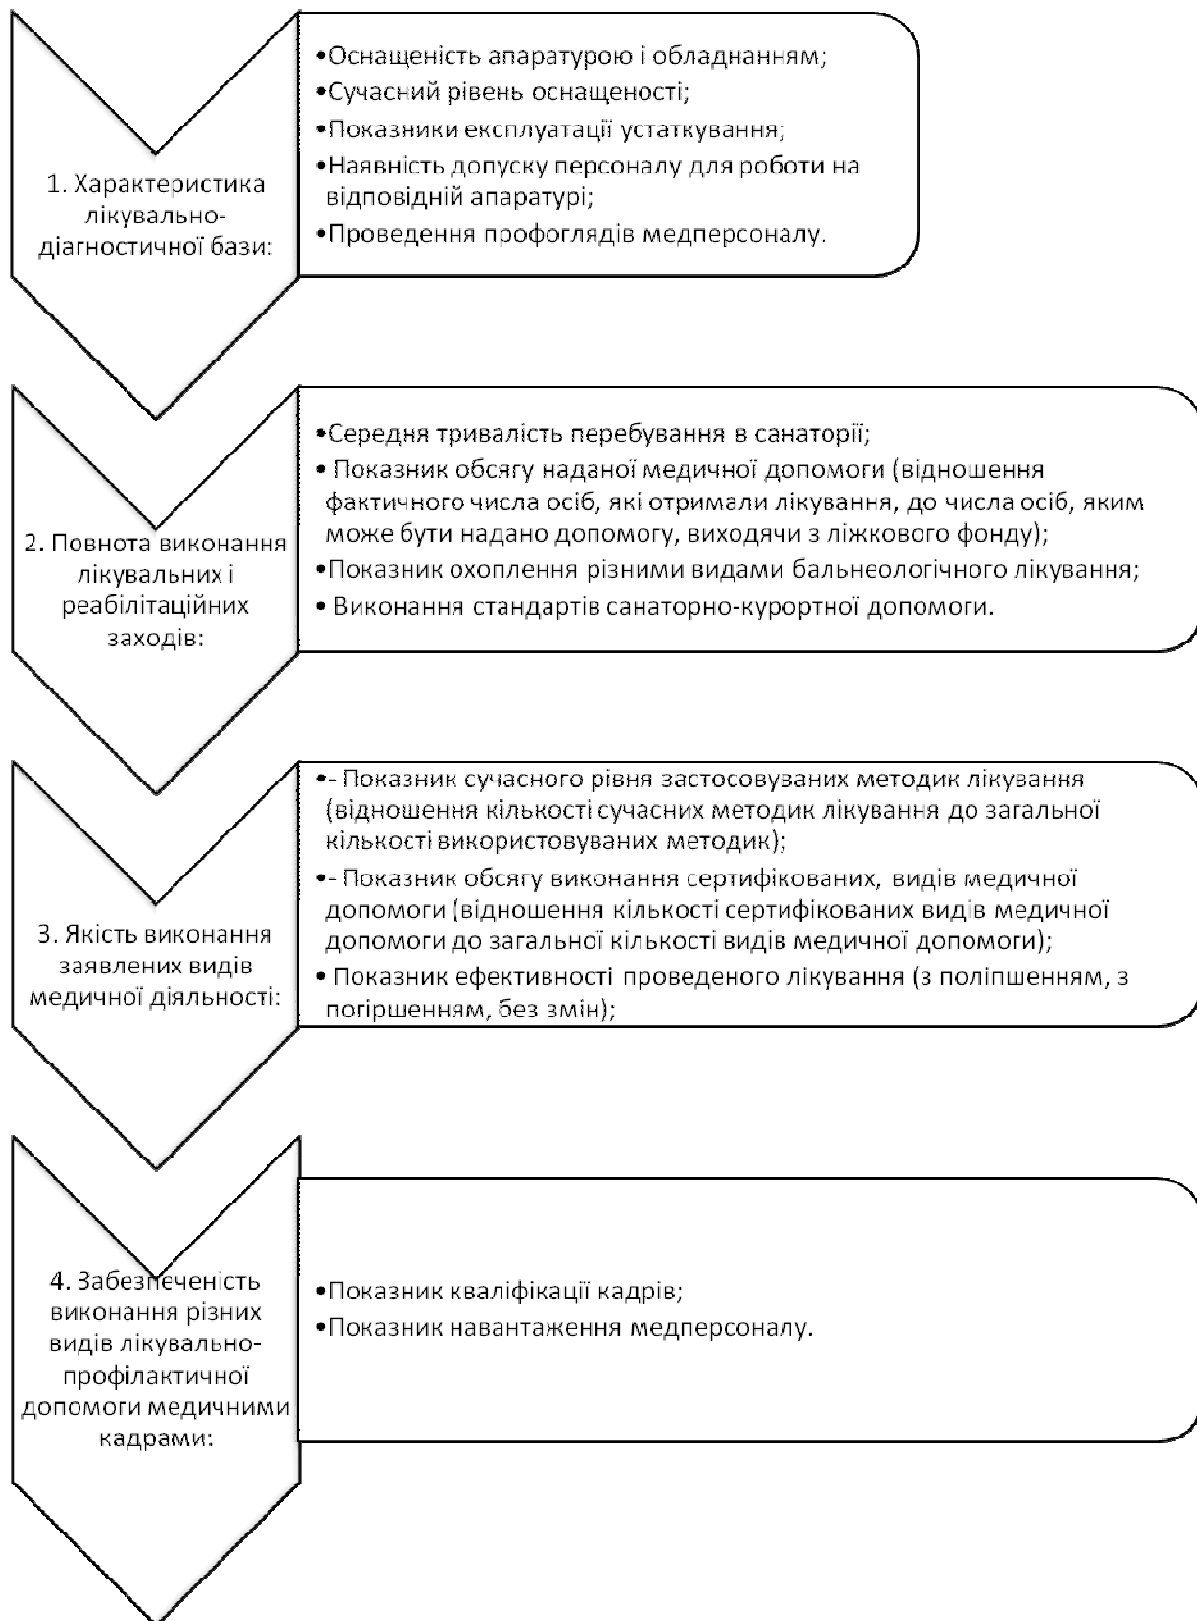 1. Характеристика
лікувально-
діагностичної бази:
•Оснащеність апаратурою і обладнанням;
•Сучасний рівень оснащеності;
•Показники експлуатації устаткування;
•Наявність допуску персоналу для роботи на
відповідній апаратурі;
•Проведення профоглядів медперсоналу.
2. Повнота виконання
лікувальних і
реабілітаційних
заходів:
•Середня тривалість перебування в санаторії;
• Показник обсягу наданої медичної допомоги (відношення
фактичного числа осіб, які отримали лікування, до числа осіб, яким
може бути надано допомогу, виходячи з ліжкового фонду);
•Показник охоплення різними видами бальнеологічного лікування;
• Виконання стандартів санаторно-курортної допомоги.
3. Якість виконання
заявлених видів
медичної діяльності:
•- Показник сучасного рівня застосовуваних методик лікування
(відношення кількості сучасних методик лікування до загальної
кількості використовуваних методик);
•- Показник обсягу виконання сертифікованих, видів медичної
допомоги (відношення кількості сертифікованих видів медичної
допомоги до загальної кількості видів медичної допомоги);
• Показник ефективності проведеного лікування (з поліпшенням, з
погіршенням, без змін);
4. Забезпеченість
виконання різних
видів лікувально-
профілактичної
допомоги медичними
кадрами:
•Показник кваліфікації кадрів;
•Показник навантаження медперсоналу.